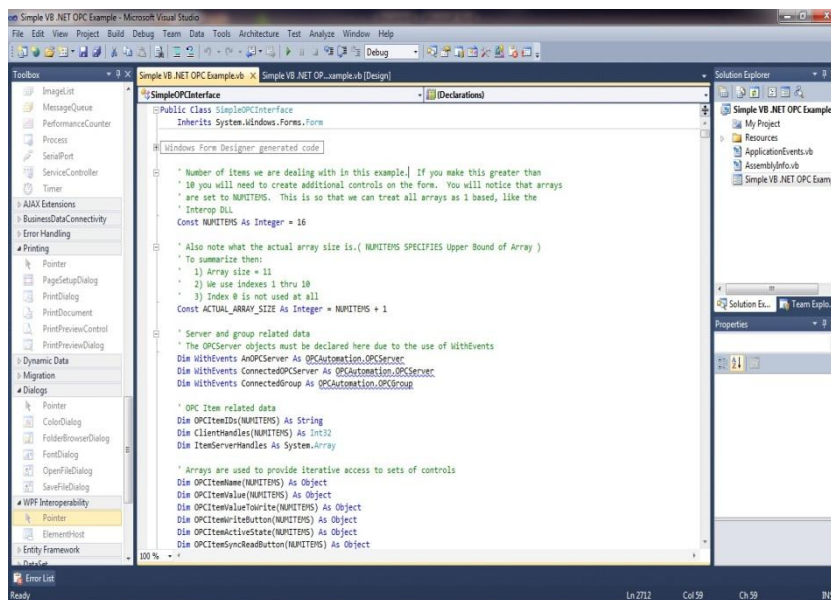 Simple VB .NET OPC Example - Microsoft Visual Studio
File Edit View Project Build Debug Team Data Tools Architecture Test Analyze Window Help
Debug
Toolbox
ImageList
MessageQueue
PerformanceCounter
Process
SerialPort
ServiceController
Timer
AJAX Extensions
BusinessDataConnectivity
Error Handling
Printing
Pointer
PageSetupDialog
PrintDialog
PrintDocument
PrintPreviewControl
PrintPreviewDialog
Dynamic Data
Migration
Dialogs
Pointer
ColorDialog
FolderBrowserDialog
FontDialog
OpenFileDialog
SaveFileDialog
WPF Interoperability
Pointer
ElementHost
Entity Framework
DataSet
Simple VB .NET OPC Example.vb X Simple VB .NET OP...xample.vb [Design]
SimpleOPCInterface (Declarations)
Public Class SimpleOPCInterface
Inherits System.Windows.Forms.Form
Windows Form Designer generated code
' Number of items we are dealing with in this example. If you make this greater than
' 10 you will need to create additional controls on the form. You will notice that arrays
' are set to NUMITEMS. This is so that we can treat all arrays as 1 based, like the
' Interop DLL
Const NUMITEMS As Integer = 16
' Also note what the actual array size is.( NUMITEMS SPECIFIES Upper Bound of Array )
' To summarize then:
' 1) Array size = 11
' 2) We use indexes 1 thru 10
' 3) Index 0 is not used at all
Const ACTUAL_ARRAY_SIZE As Integer = NUMITEMS + 1
' Server and group related data
' The OPCServer objects must be declared here due to the use of WithEvents
Dim WithEvents AnOPCServer As OPCAutomation.OPCServer
Dim WithEvents ConnectedOPCServer As OPCAutomation.OPCServer
Dim WithEvents ConnectedGroup As OPCAutomation.OPCGroup
' OPC Item related data
Dim OPCItemIDs(NUMITEMS) As String
Dim ClientHandles(NUMITEMS) As Int32
Dim ItemServerHandles As System.Array
' Arrays are used to provide iterative access to sets of controls
Dim OPCItemName(NUMITEMS) As Object
Dim OPCItemValue(NUMITEMS) As Object
Dim OPCItemValueToWrite(NUMITEMS) As Object
Dim OPCItemWriteButton(NUMITEMS) As Object
Dim OPCItemActiveState(NUMITEMS) As Object
Dim OPCItemSyncReadButton(NUMITEMS) As Object
100 %
Solution Explorer
Simple VB .NET OPC Example
My Project
Resources
ApplicationEvents.vb
AssemblyInfo.vb
Simple VB .NET OPC Exam
Solution Ex... Team Explo...
Properties
Error List
Ready
Ln 2712 Col 59 Ch 59 INS